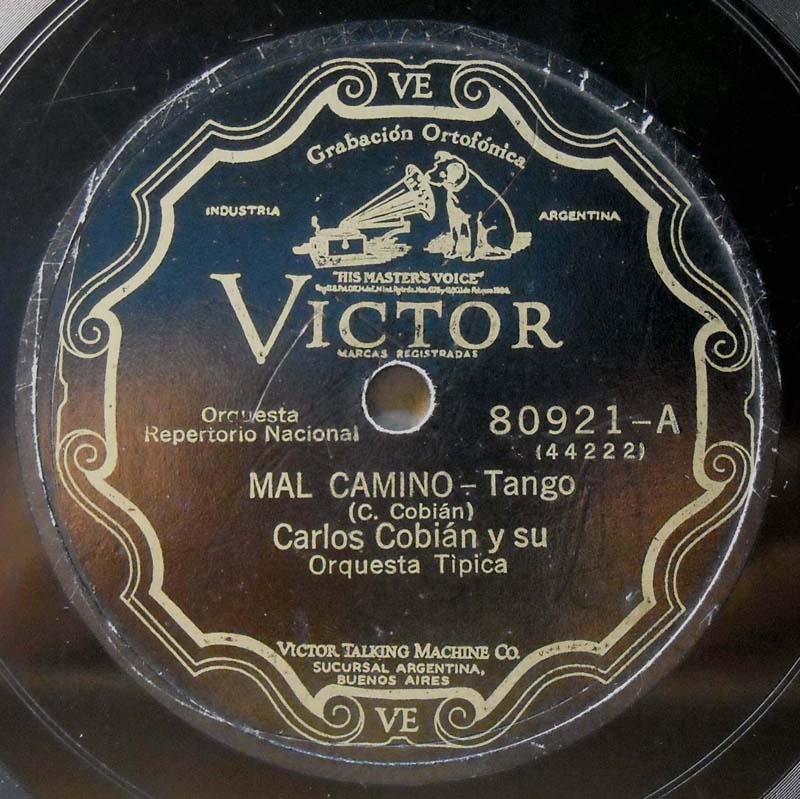 VE
Grabación Ortofónica
INDUSTRIA
ARGENTINA
"HIS MASTER'S VOICE"
VICTOR
MARCAS REGISTRADAS
Orquesta
Repertorio Nacional
80921-A
(44222)
MAL CAMINO - Tango
(C. Cobián)
Carlos Cobián y su
Orquesta Tìpica
VICTOR TALKING MACHINE CO.
SUCURSAL ARGENTINA,
BUENOS AIRES
VE